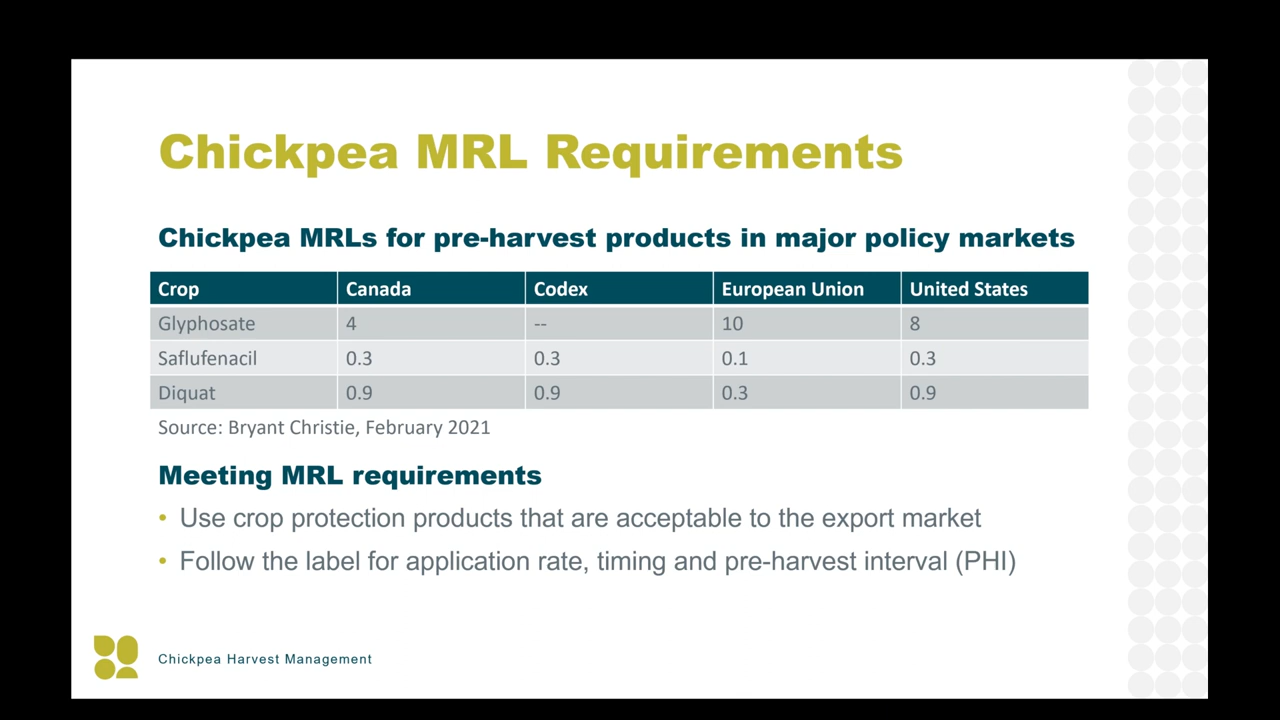 Chickpea MRL Requirements
Chickpea MRLs for pre-harvest products in major policy markets
Crop Canada Codex European Union United States
Glyphosate 4 -- 10 8
Saflufenacil 0.3 0.3 0.1 0.3
Diquat 0.9 0.9 0.3 0.9
Source: Bryant Christie, February 2021
Meeting MRL requirements
• Use crop protection products that are acceptable to the export market
• Follow the label for application rate, timing and pre-harvest interval (PHI)
Chickpea Harvest Management